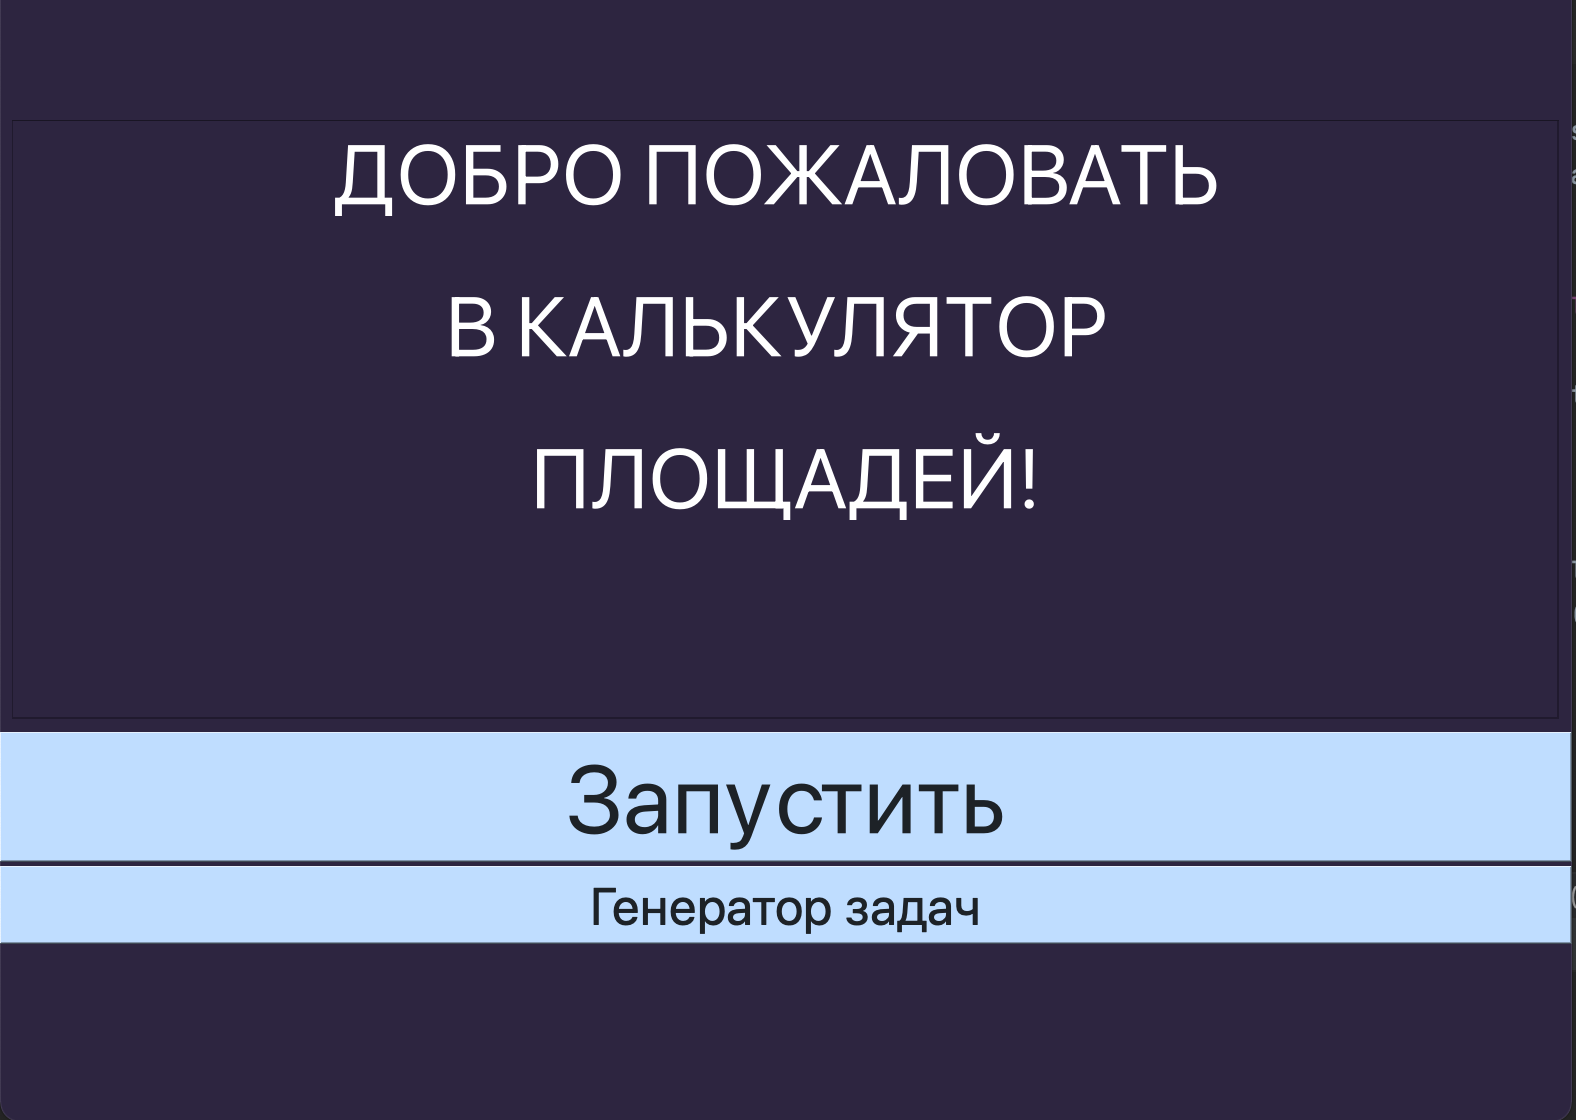 ДОБРО ПОЖАЛОВАТЬ
В КАЛЬКУЛЯТОР
ПЛОЩАДЕЙ!
Запустить
Генератор задач